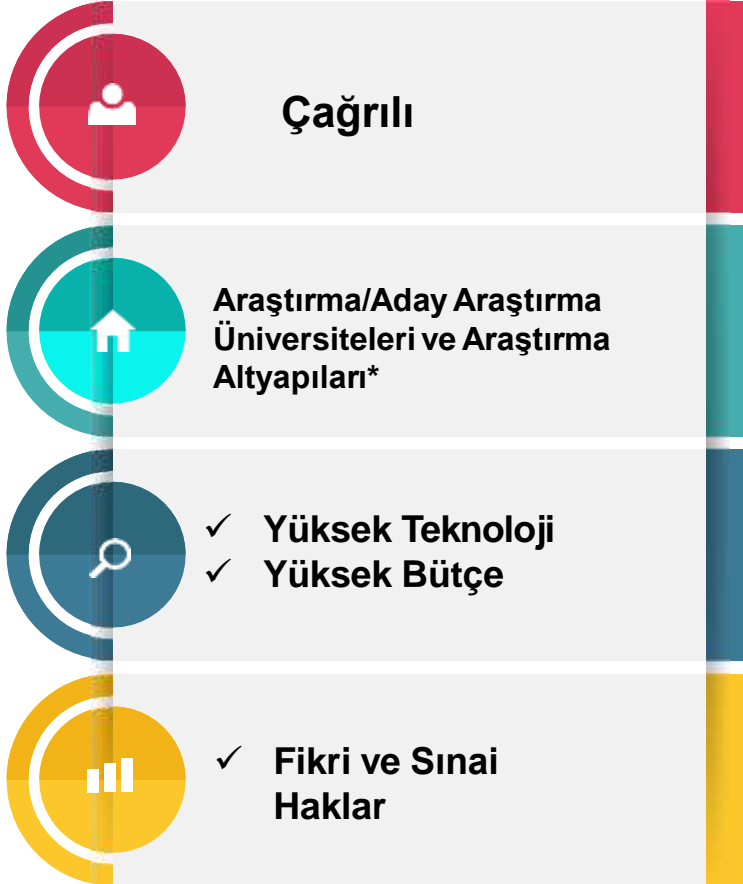 Çağrılı
Araştırma/Aday Araştırma
Üniversiteleri ve Araştırma
Altyapıları*
✓ Yüksek Teknoloji
✓ Yüksek Bütçe
✓ Fikri ve Sınai
Haklar